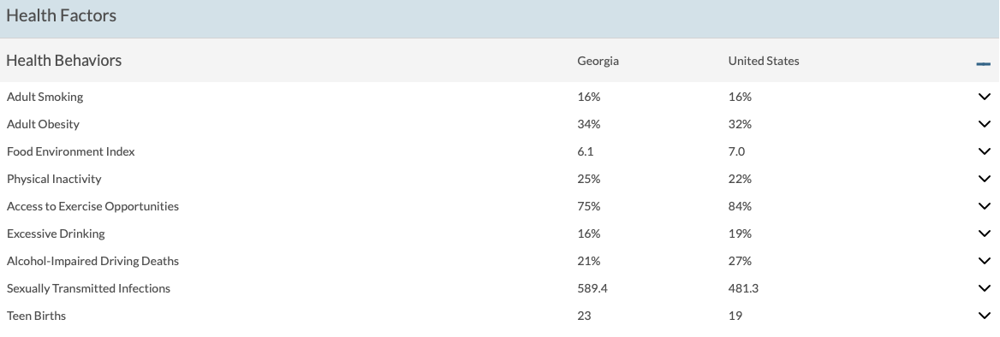 Health Factors
Health Behaviors Georgia United States
Adult Smoking 16% 16%
Adult Obesity 34% 32%
Food Environment Index 6.1 7.0
Physical Inactivity 25% 22%
Access to Exercise Opportunities 75% 84%
Excessive Drinking 16% 19%
Alcohol-Impaired Driving Deaths 21% 27%
Sexually Transmitted Infections 589.4 481.3
Teen Births 23 19